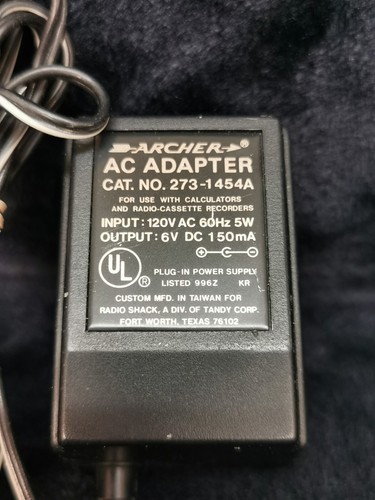 ARCHER ®
AC ADAPTER
CAT. NO. 273-1454A
FOR USE WITH CALCULATORS
AND RADIO-CASSETTE RECORDERS
INPUT: 120V AC 60Hz 5W
OUTPUT: 6V DC 150mA
+ -
UL ®
PLUG-IN POWER SUPPLY
LISTED 996Z KR
CUSTOM MFD. IN TAIWAN FOR
RADIO SHACK, A DIV. OF TANDY CORP.
FORT WORTH, TEXAS 76102